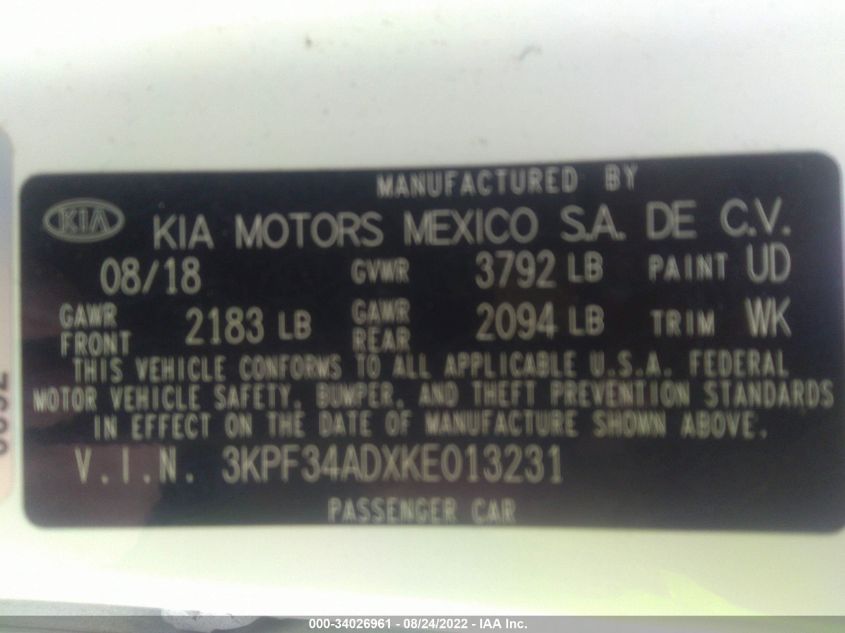 MANUFACTURED BY
KIA KIA MOTORS MEXICO S.A. DE C.V.
08/18 GVWR 3792 LB PAINT UD
GAWR FRONT 2183 LB GAWR REAR 2094 LB TRIM WK
THIS VEHICLE CONFORMS TO ALL APPLICABLE U.S.A. FEDERAL
MOTOR VEHICLE SAFETY, BUMPER, AND THEFT PREVENTION STANDARDS
IN EFFECT ON THE DATE OF MANUFACTURE SHOWN ABOVE.
V.I.N. 3KPF34ADXKE013231
PASSENGER CAR
000-34026961 - 08/24/2022 - IAA Inc.